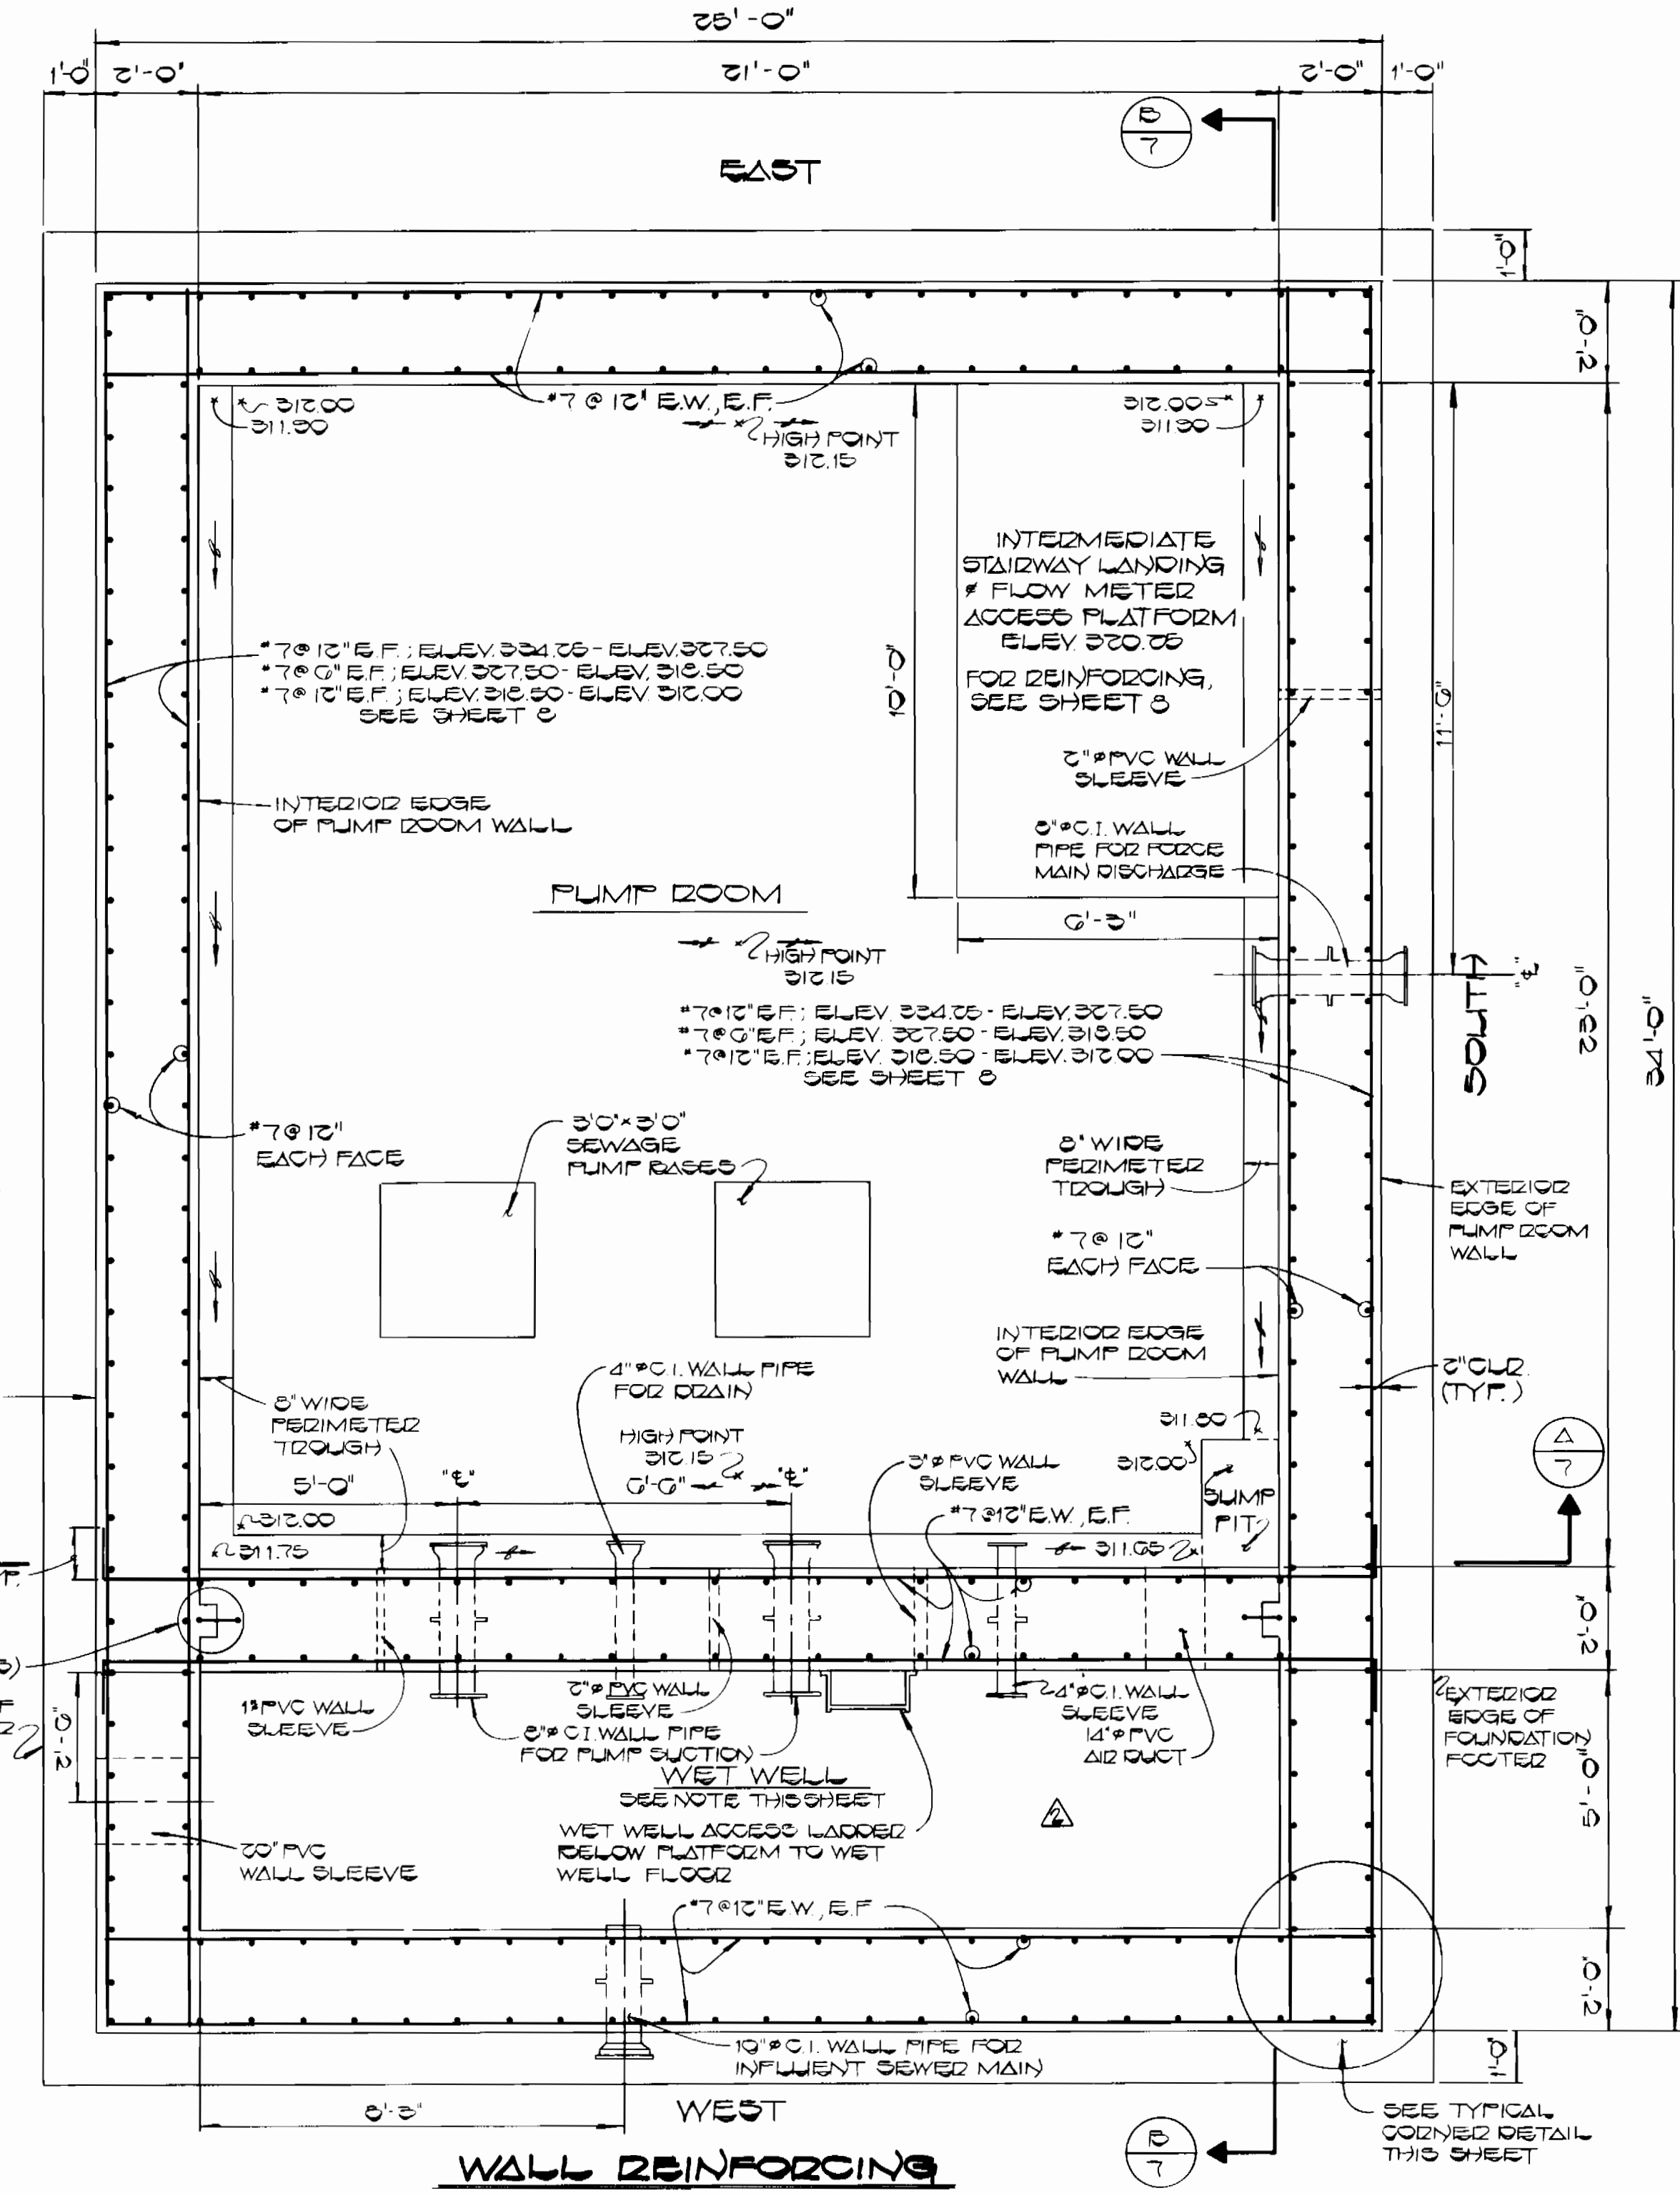 25'-0"
1'-0" 2'-0" 21'-0" 2'-0" 1'-0"
B
7
EAST
1'-0"
2'-0"
#7 @ 12" E.W., E.F.
312.00
311.90
HIGH POINT
312.15
312.00
311.90
INTERMEDIATE
STAIRWAY LANDING
& FLOW METER
ACCESS PLATFORM
ELEV. 320.25
FOR REINFORCING,
SEE SHEET 8
10'-0"
11'-6"
#7@12" E.F.; ELEV. 334.25 - ELEV. 327.50
#7@6" E.F.; ELEV. 327.50 - ELEV. 318.50
#7@12" E.F.; ELEV. 318.50 - ELEV. 312.00
SEE SHEET 8
2"ø PVC WALL
SLEEVE
INTERIOR EDGE
OF PUMP ROOM WALL
8"ø C.I. WALL
PIPE FOR FORCE
MAIN DISCHARGE
PUMP ROOM
6'-3"
HIGH POINT
312.15
℄
SOUTH
23'-0"
34'-0"
#7@12" E.F.; ELEV. 334.25 - ELEV. 327.50
#7@6" E.F.; ELEV. 327.50 - ELEV. 318.50
#7@12" E.F.; ELEV. 318.50 - ELEV. 312.00
SEE SHEET 8
#7@12"
EACH FACE
3'0"×3'0"
SEWAGE
PUMP BASES
8" WIDE
PERIMETER
TROUGH
EXTERIOR
EDGE OF
PUMP ROOM
WALL
#7@12"
EACH FACE
INTERIOR EDGE
OF PUMP ROOM
WALL
2" CLR.
(TYP.)
4"ø C.I. WALL PIPE
FOR DRAIN
8" WIDE
PERIMETER
TROUGH
HIGH POINT
312.15
311.80
312.00
SUMP
PIT
3"ø PVC WALL
SLEEVE
#7@12" E.W., E.F.
A
7
5'-0" ℄ 6'-6" ℄
312.00
311.75
311.65
2'-0"
1"ø PVC WALL
SLEEVE
2"ø PVC WALL
SLEEVE
8"ø C.I. WALL PIPE
FOR PUMP SUCTION
4"ø C.I. WALL
SLEEVE
14"ø PVC
AIR DUCT
EXTERIOR
EDGE OF
FOUNDATION
FOOTER
5'-0"
WET WELL
SEE NOTE THIS SHEET
WET WELL ACCESS LADDER
BELOW PLATFORM TO WET
WELL FLOOR
2
20" PVC
WALL SLEEVE
#7@12" E.W., E.F.
2'-0"
10"ø C.I. WALL PIPE FOR
INFLUENT SEWER MAIN
1'-0"
8'-3"
WEST
B
7
SEE TYPICAL
CORNER DETAIL
THIS SHEET
WALL REINFORCING